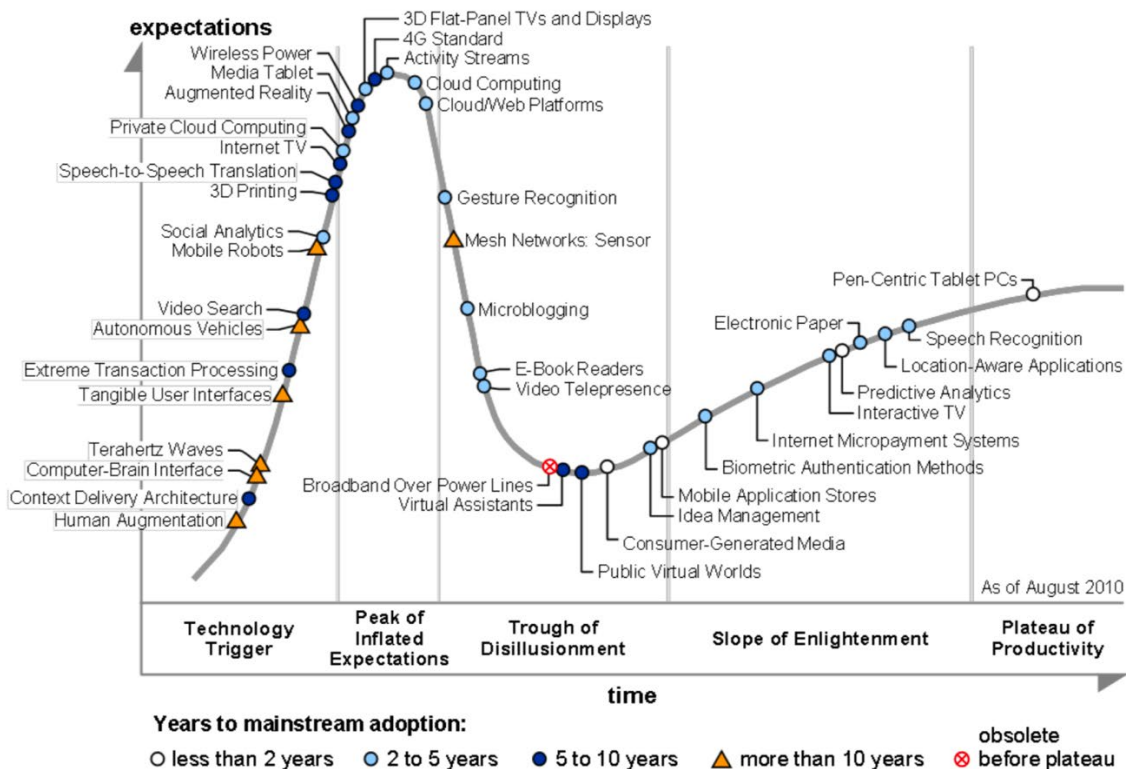 expectations
3D Flat-Panel TVs and Displays
4G Standard
Activity Streams
Wireless Power
Media Tablet
Augmented Reality
Cloud Computing
Cloud/Web Platforms
Private Cloud Computing
Internet TV
Speech-to-Speech Translation
3D Printing
Gesture Recognition
Social Analytics
Mobile Robots
Mesh Networks: Sensor
Pen-Centric Tablet PCs
Video Search
Autonomous Vehicles
Microblogging
Electronic Paper
Speech Recognition
Location-Aware Applications
Extreme Transaction Processing
Tangible User Interfaces
E-Book Readers
Video Telepresence
Predictive Analytics
Interactive TV
Internet Micropayment Systems
Terahertz Waves
Computer-Brain Interface
Context Delivery Architecture
Human Augmentation
Broadband Over Power Lines
Virtual Assistants
Biometric Authentication Methods
Mobile Application Stores
Idea Management
Consumer-Generated Media
Public Virtual Worlds
As of August 2010
Technology
Trigger
Peak of
Inflated
Expectations
Trough of
Disillusionment
Slope of Enlightenment
Plateau of
Productivity
time
Years to mainstream adoption:
less than 2 years
2 to 5 years
5 to 10 years
more than 10 years
obsolete
before plateau